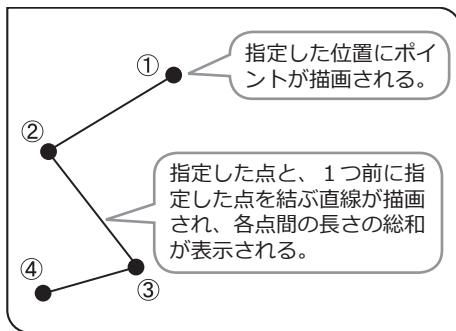 ①
指定した位置にポイ
ントが描画される。
②
指定した点と、１つ前に
指定した点を結ぶ直線が描画
され、各点間の長さの総和
が表示される。
④
③